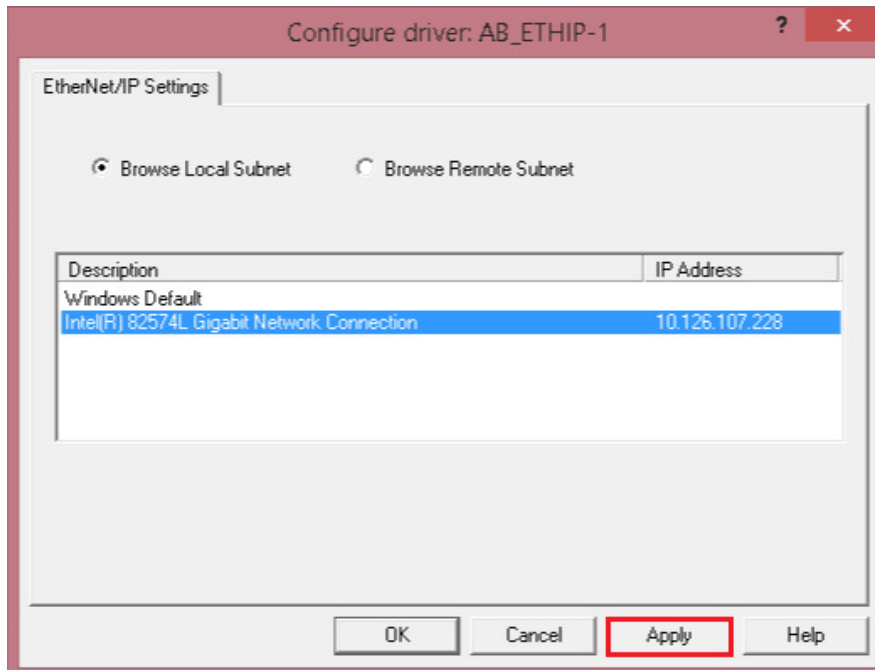 Configure driver: AB_ETHIP-1
? ×
EtherNet/IP Settings
Browse Local Subnet Browse Remote Subnet
Description IP Address
Windows Default
Intel(R) 82574L Gigabit Network Connection 10.126.107.228
OK Cancel Apply Help